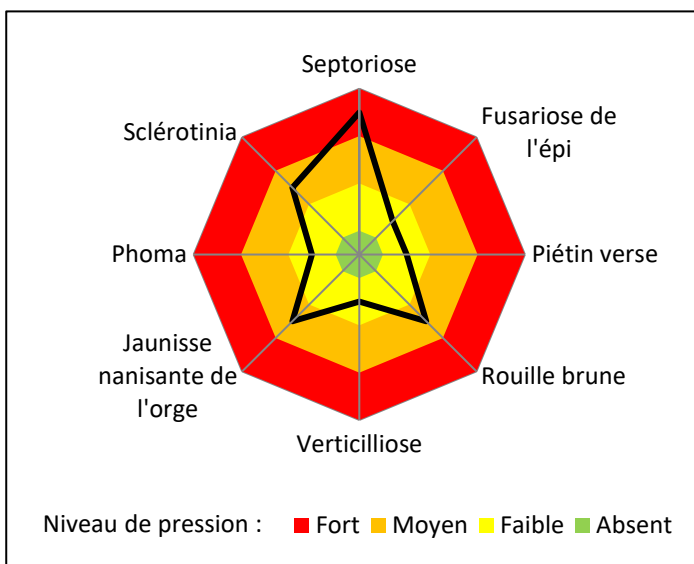 Septoriose
Fusariose de
l'épi
Sclérotinia
Phoma
Piétin verse
Jaunisse
nanisante de
l'orge
Rouille brune
Verticilliose
Niveau de pression : Fort Moyen Faible Absent